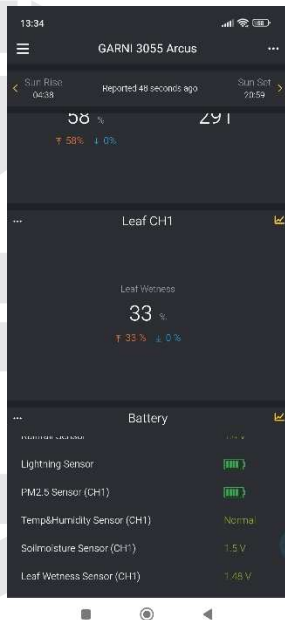 13:34
GARNI 3055 Arcus
Sun Rise
04:38
Reported 48 seconds ago
Sun Set
20:59
58 %
291
58% 0%
Leaf CH1
Leaf Wetness
33 %
33 % 0 %
Battery
Lightning Sensor
PM2.5 Sensor (CH1)
Temp&Humidity Sensor (CH1) Normal
Soilmoisture Sensor (CH1) 1.5 V
Leaf Wetness Sensor (CH1) 1.48 V